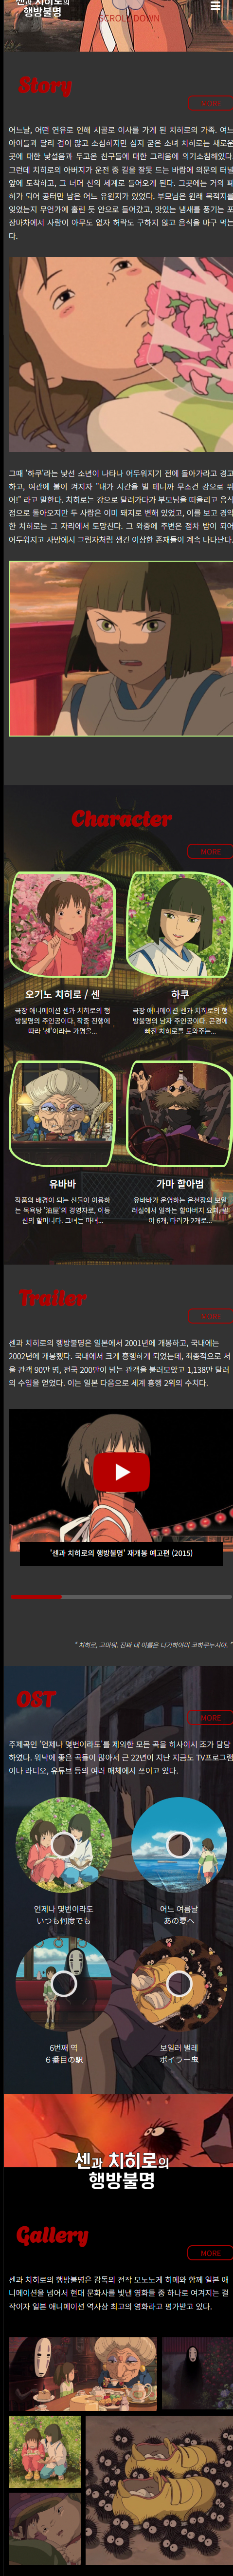 센과 치히로의
행방불명
SCROLL DOWN
Story
MORE
어느날, 어떤 연유로 인해 시골로 이사를 가게 된 치히로의 가족. 여느
아이들과 달리 겁이 많고 소심하지만 심지 굳은 소녀 치히로는 새로운
곳에 대한 낯설음과 두고온 친구들에 대한 그리움에 의기소침해있다.
그런데 치히로의 아버지가 운전 중 길을 잘못 드는 바람에 의문의 터널
앞에 도착하고, 그 너머 신의 세계로 들어오게 된다. 그곳에는 거의 폐
허가 되어 공터만 남은 어느 유원지가 있었다. 부모님은 원래 목적지를
잊었는지 무언가에 홀린 듯 안으로 들어갔고, 맛있는 냄새를 풍기는 포
장마차에서 사람이 아무도 없자 허락도 구하지 않고 음식을 마구 먹는
다.
그때 '하쿠'라는 낯선 소년이 나타나 어두워지기 전에 돌아가라고 경고
하고, 여관에 불이 켜지자 "내가 시간을 벌 테니까 무조건 강으로 뛰
어!" 라고 말한다. 치히로는 강으로 달려가다가 부모님을 떠올리고 음식
점으로 돌아오지만 두 사람은 이미 돼지로 변해 있었고, 이를 보고 경악
한 치히로는 그 자리에서 도망친다. 그 와중에 주변은 점차 밤이 되어
어두워지고 사방에서 그림자처럼 생긴 이상한 존재들이 계속 나타난다.
Character
MORE
오기노 치히로 / 센
극장 애니메이션 센과 치히로의 행
방불명의 주인공이다. 작중 진행에
따라 '센'이라는 가명을...
하쿠
극장 애니메이션 센과 치히로의 행
방불명의 남자 주인공이다. 곤경에
빠진 치히로를 도와주는...
유바바
작품의 배경이 되는 신들이 이용하
는 목욕탕 '油屋'의 경영자로, 이동
신의 할머니다. 그녀는 마녀...
가마 할아범
유바바가 운영하는 온천장의 보일
러실에서 일하는 할아버지 요괴. 팔
이 6개, 다리가 2개로...
Trailer
MORE
센과 치히로의 행방불명은 일본에서 2001년에 개봉하고, 국내에는
2002년에 개봉했다. 국내에서 크게 흥행하게 되었는데, 최종적으로 서
울 관객 90만 명, 전국 200만이 넘는 관객을 불러모았고 1,138만 달러
의 수입을 얻었다. 이는 일본 다음으로 세계 흥행 2위의 수치다.
'센과 치히로의 행방불명' 재개봉 예고편 (2015)
" 치히로, 고마워. 진짜 내 이름은 니기하야미 코하쿠누시야. "
OST
MORE
주제곡인 '언제나 몇번이라도'를 제외한 모든 곡을 히사이시 조가 담당
하였다. 워낙에 좋은 곡들이 많아서 근 22년이 지난 지금도 TV프로그램
이나 라디오, 유튜브 등의 여러 매체에서 쓰이고 있다.
언제나 몇번이라도
いつも何度でも
어느 여름날
あの夏へ
6번째 역
6番目の駅
보일러 벌레
ボイラー虫
센과 치히로의
행방불명
Gallery
MORE
센과 치히로의 행방불명은 감독의 전작 모노노케 히메와 함께 일본 애
니메이션을 넘어서 현대 문화사를 빛낸 영화들 중 하나로 여겨지는 걸
작이자 일본 애니메이션 역사상 최고의 영화라고 평가받고 있다.